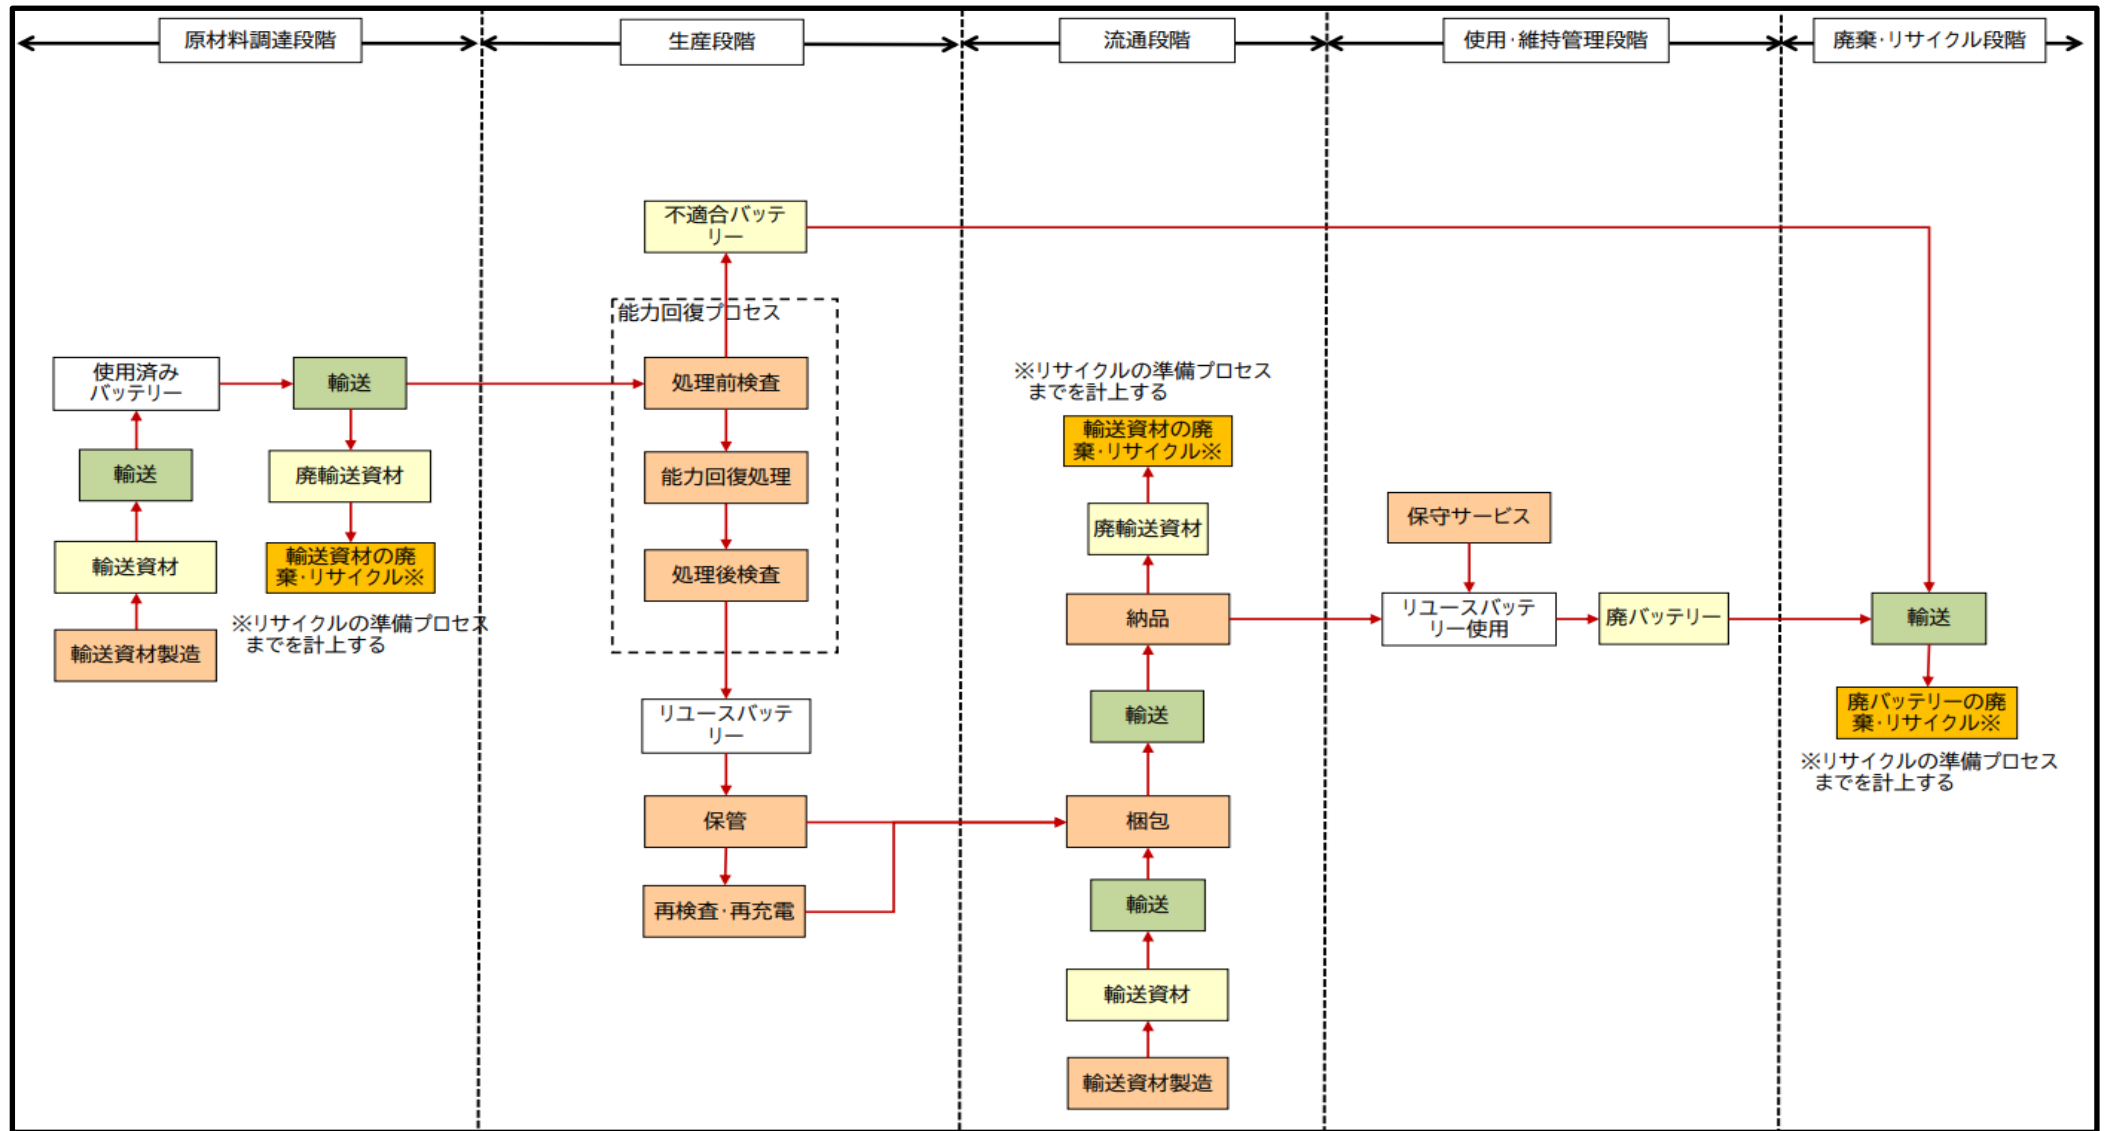 原材料調達段階
生産段階
流通段階
使用・維持管理段階
廃棄・リサイクル段階
使用済み
バッテリー
輸送
輸送
廃輸送資材
輸送資材
輸送資材の廃
棄・リサイクル※
※リサイクルの準備プロセス
までを計上する
輸送資材製造
不適合バッテ
リー
能力回復プロセス
処理前検査
能力回復処理
処理後検査
リユースバッテ
リー
保管
再検査・再充電
※リサイクルの準備プロセス
までを計上する
輸送資材の廃
棄・リサイクル※
廃輸送資材
納品
輸送
梱包
輸送
輸送資材
輸送資材製造
保守サービス
リユースバッテ
リー使用
廃バッテリー
輸送
廃バッテリーの廃
棄・リサイクル※
※リサイクルの準備プロセス
までを計上する